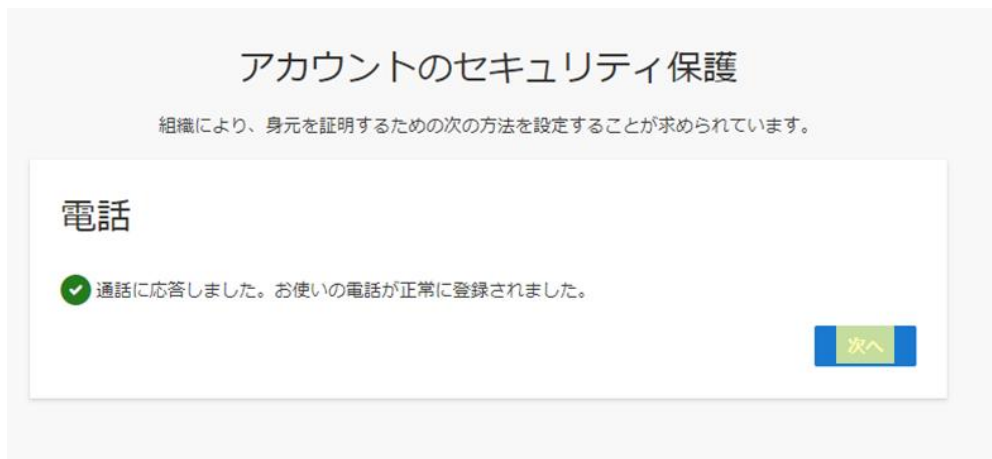 アカウントのセキュリティ保護
組織により、身元を証明するための次の方法を設定することが求められています。
電話
通話に応答しました。お使いの電話が正常に登録されました。
次へ